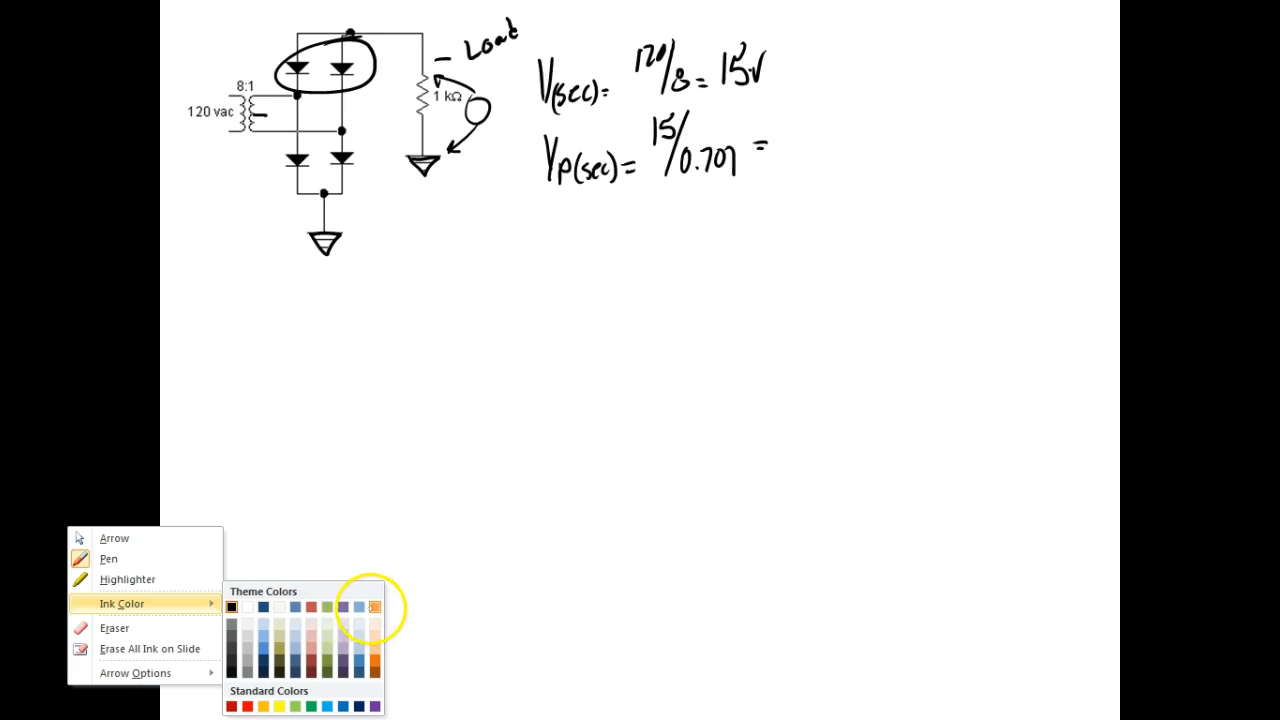 - Load
8:1
120 vac
1 kΩ
V(sec) = 120/8 = 15V
Vp(sec) = 15/0.707 =
Arrow
Pen
Highlighter
Ink Color
Eraser
Erase All Ink on Slide
Arrow Options
Theme Colors
Standard Colors